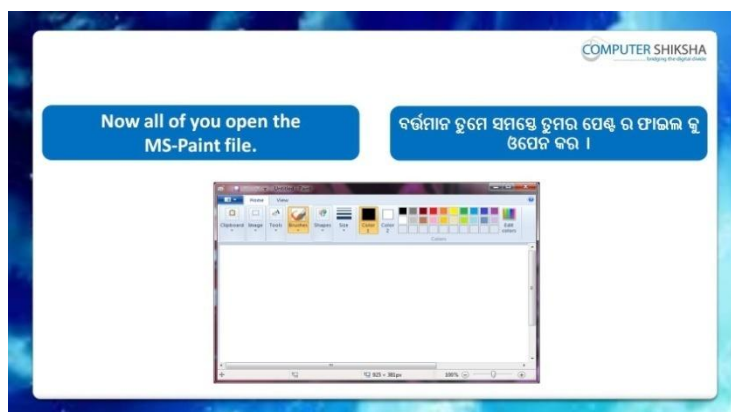 COMPUTER SHIKSHA
bridging the digital divide
Now all of you open the
MS-Paint file.
ବର୍ତ୍ତମାନ ତୁମେ ସମସ୍ତେ ତୁମର ପେଣ୍ଟ ର ଫାଇଲ କୁ
ଓପେନ କର ।
Untitled - Paint
Home View
Clipboard Image Tools Brushes Shapes Size Color 1 Color 2 Edit colors
Colors
100%